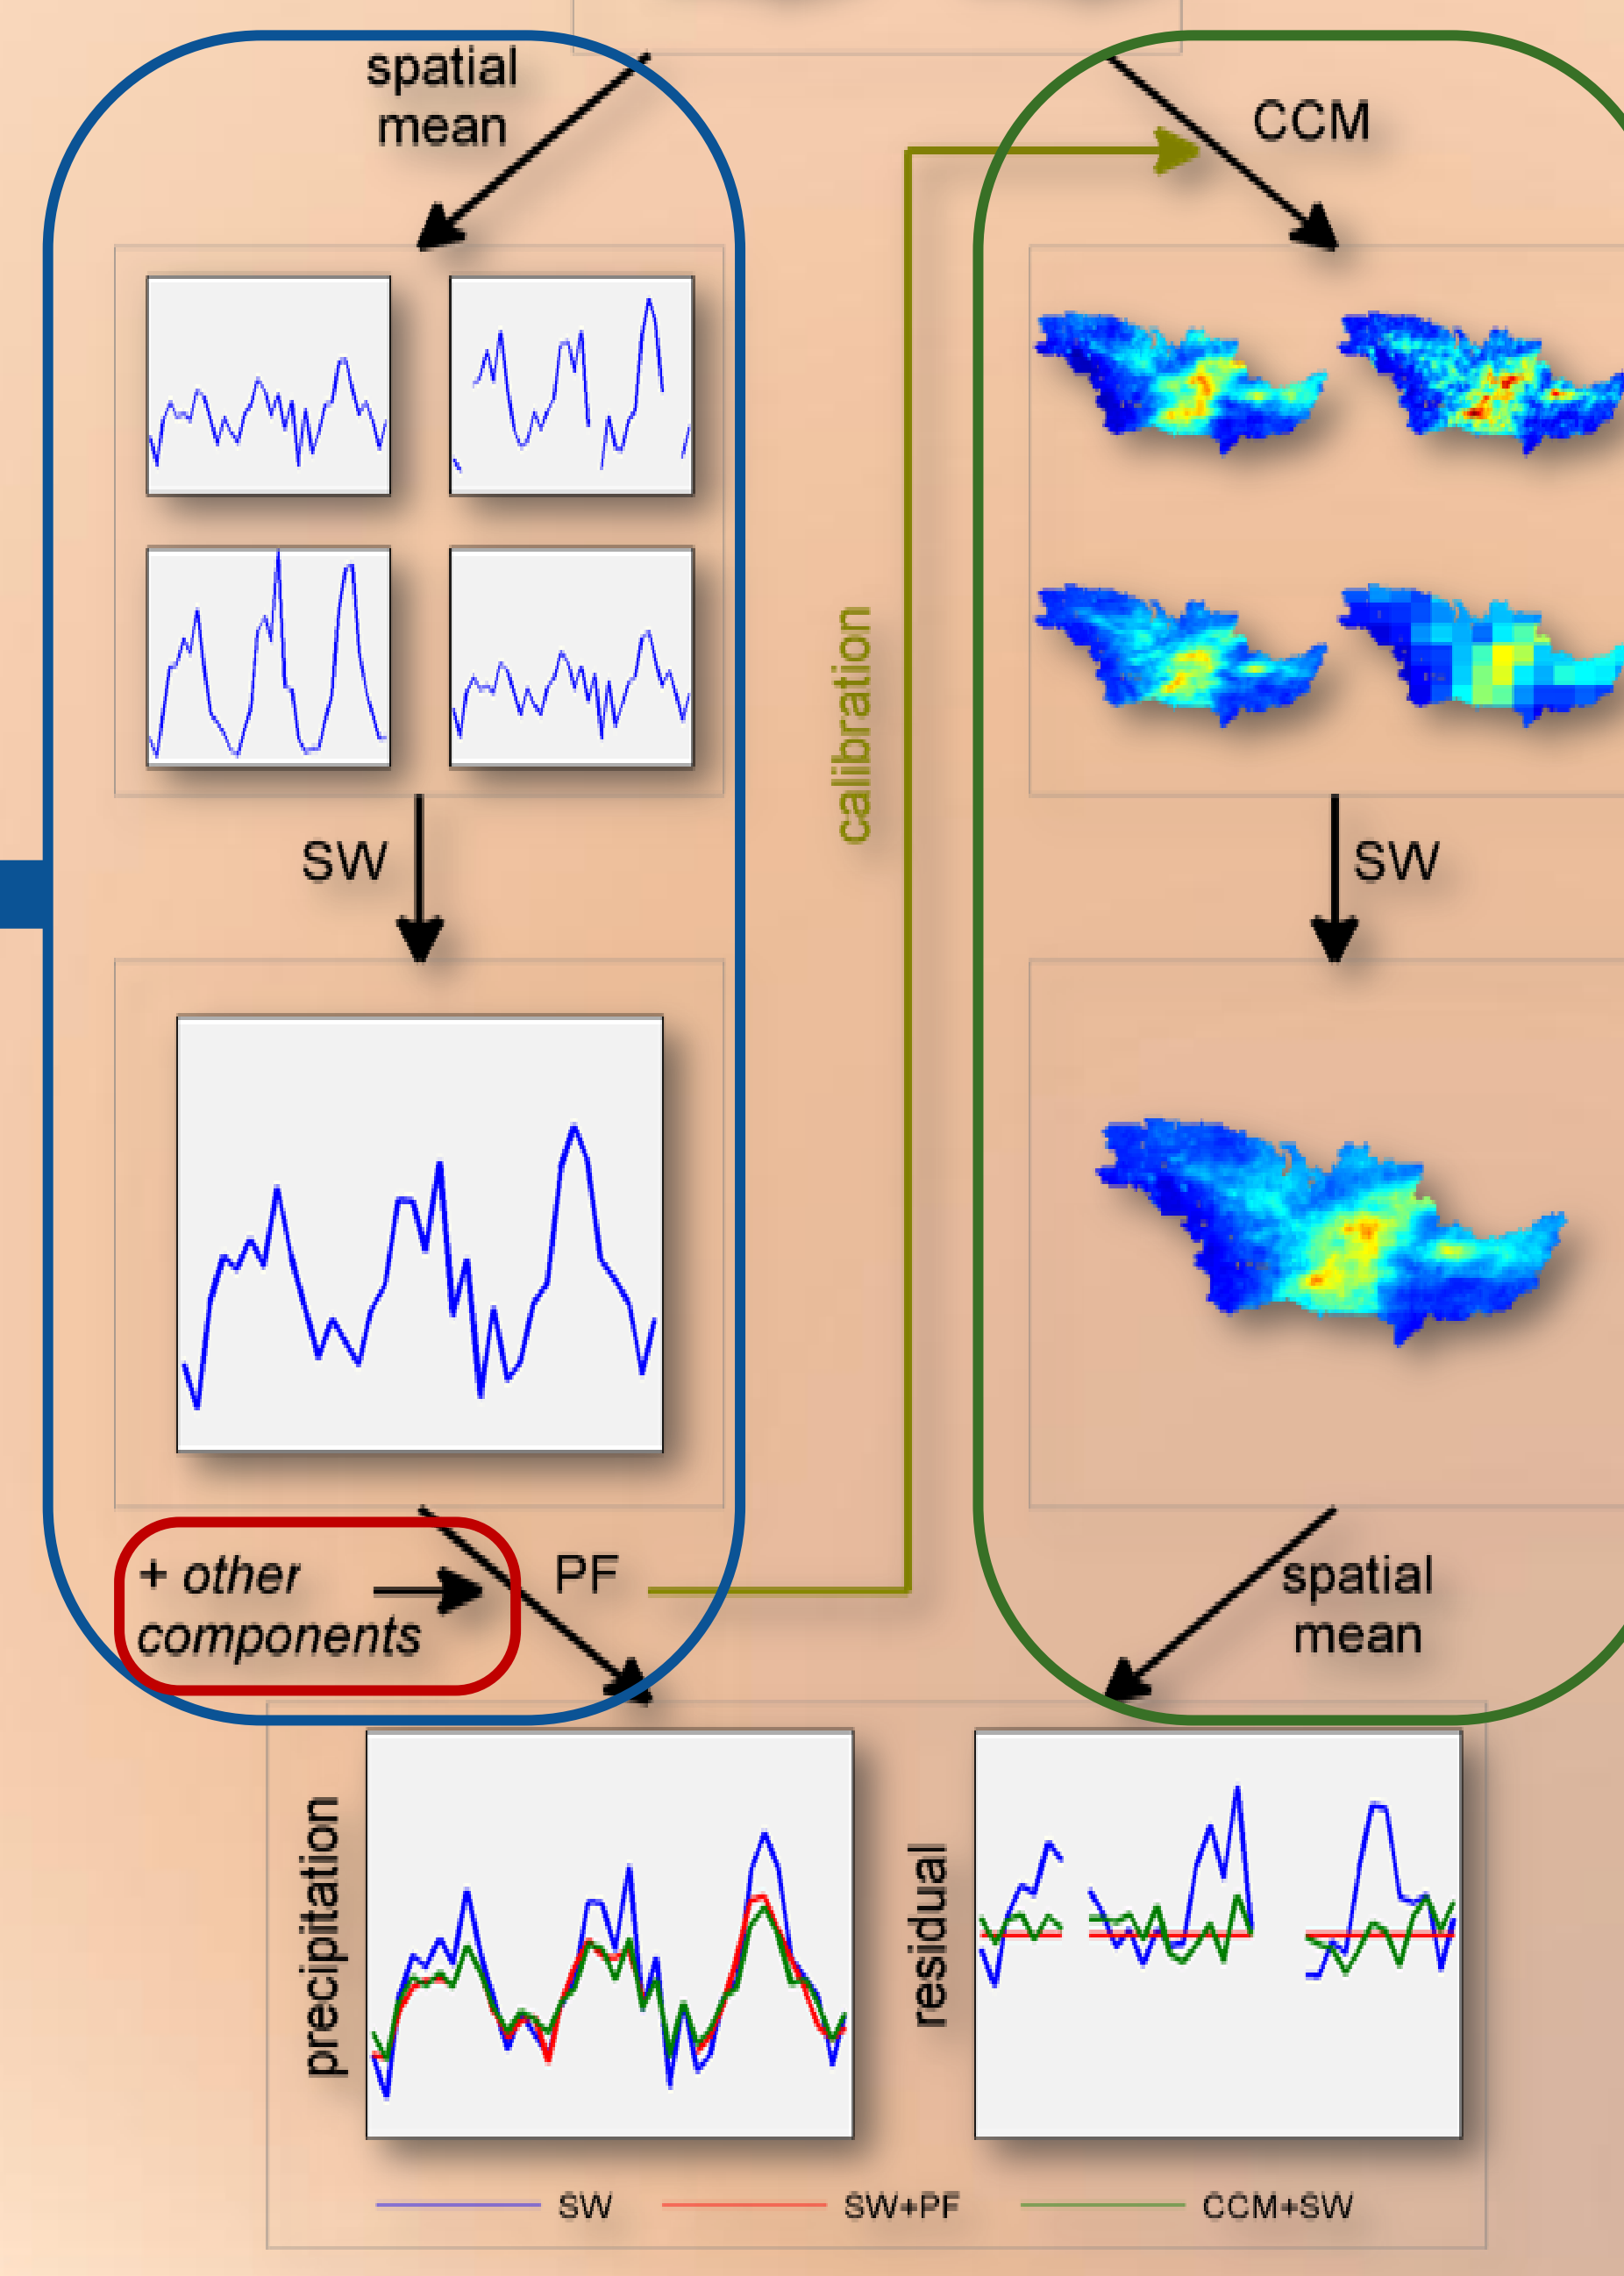 spatial
mean
CCM
calibration
SW
SW
+ other
components
PF
spatial
mean
precipitation
residual
SW
SW+PF
CCM+SW